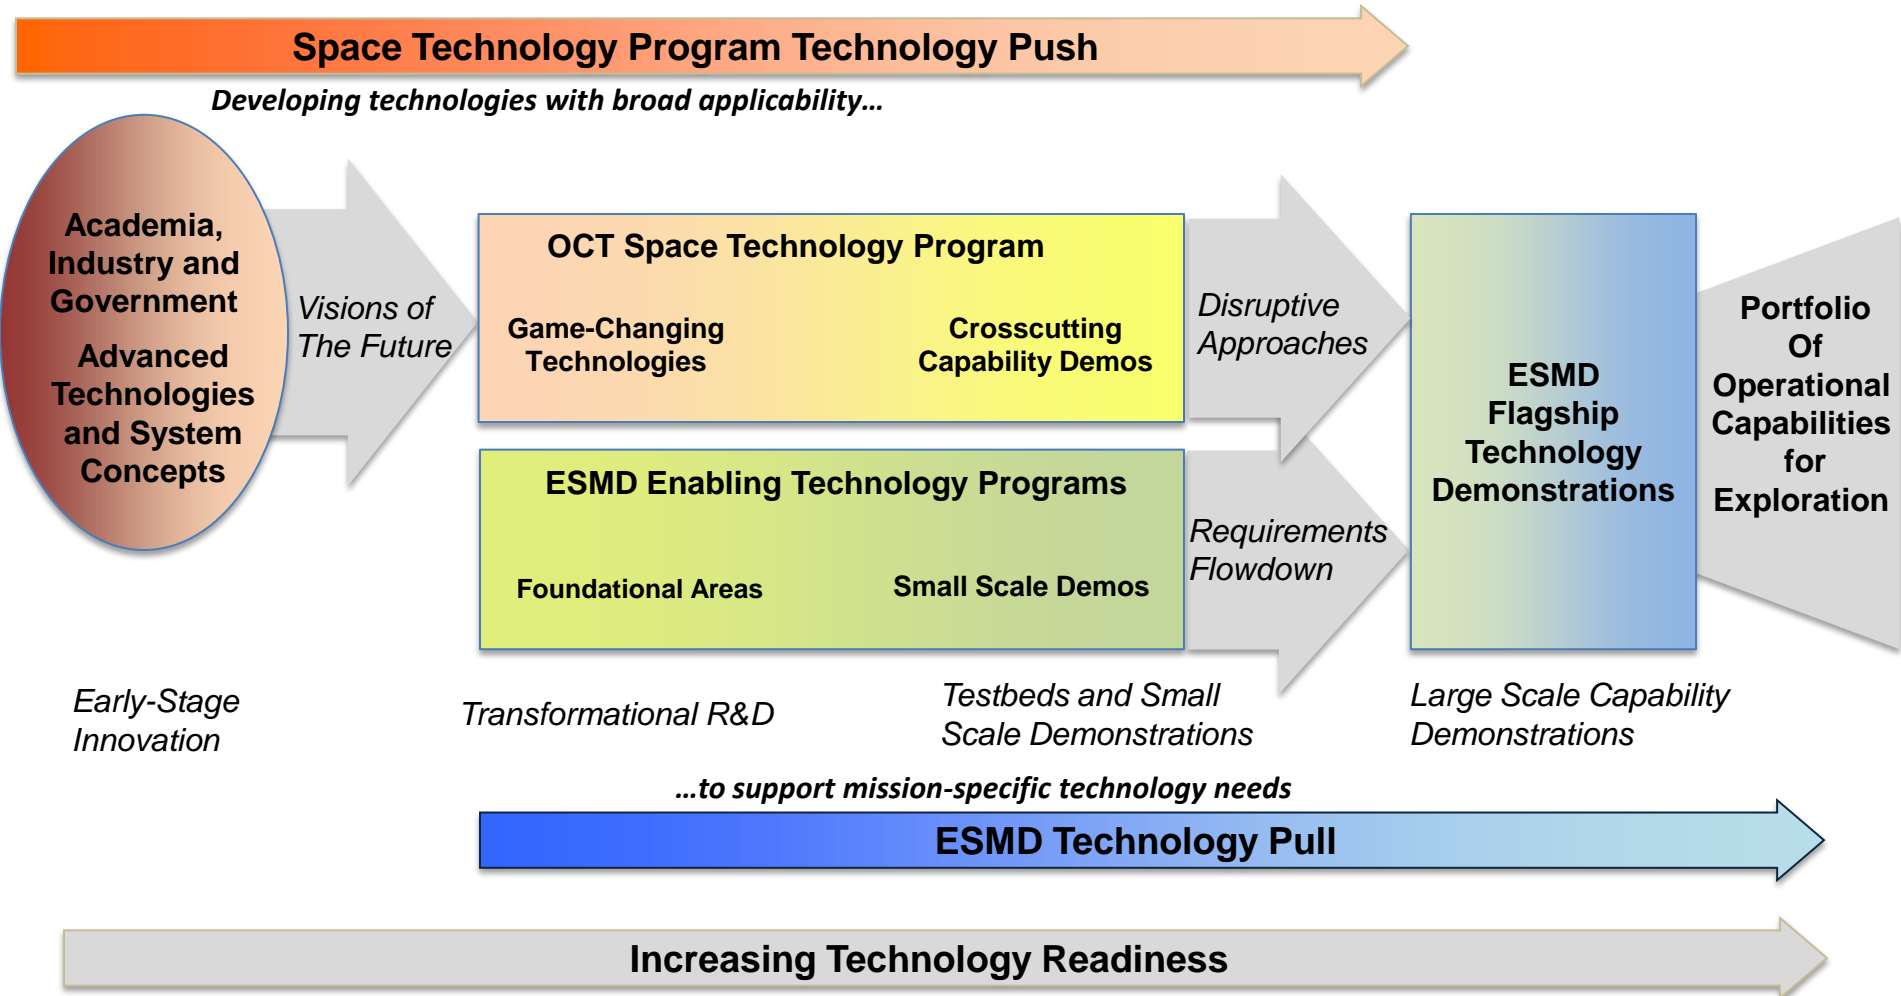 Space Technology Program Technology Push
Developing technologies with broad applicability…
Academia,
Industry and
Government
Advanced
Technologies
and System
Concepts
Visions of
The Future
OCT Space Technology Program
Game-Changing
Technologies
Crosscutting
Capability Demos
Disruptive
Approaches
ESMD Enabling Technology Programs
Foundational Areas
Small Scale Demos
Requirements
Flowdown
ESMD
Flagship
Technology
Demonstrations
Portfolio
Of
Operational
Capabilities
for
Exploration
Early-Stage
Innovation
Transformational R&D
Testbeds and Small
Scale Demonstrations
Large Scale Capability
Demonstrations
…to support mission-specific technology needs
ESMD Technology Pull
Increasing Technology Readiness